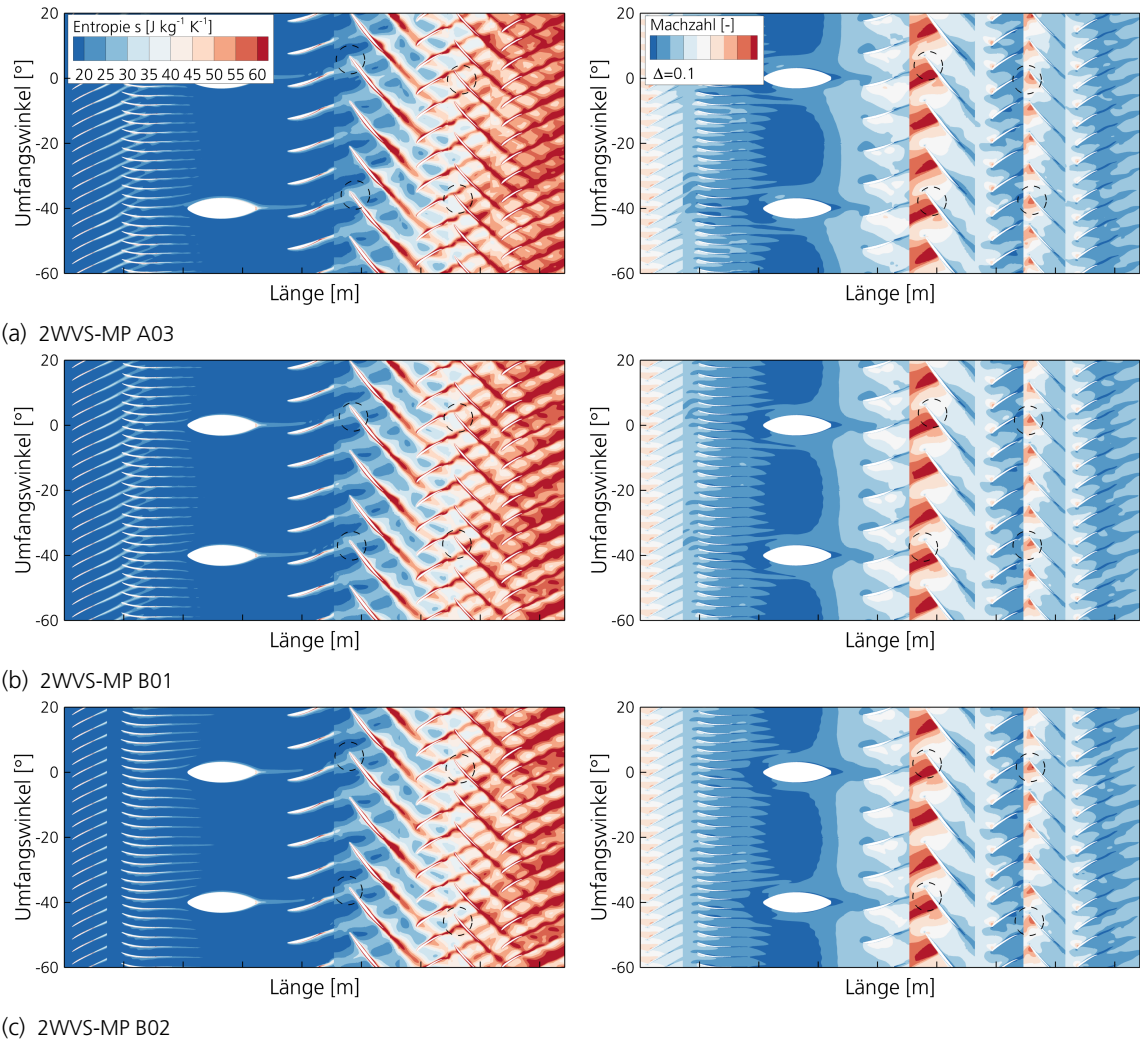 Entropie s [J kg⁻¹ K⁻¹]
20 25 30 35 40 45 50 55 60
Umfangswinkel [°]
20
0
-20
-40
-60
Länge [m]
Machzahl [-]
Δ=0.1
Umfangswinkel [°]
20
0
-20
-40
-60
Länge [m]
(a) 2WVS-MP A03
Umfangswinkel [°]
20
0
-20
-40
-60
Länge [m]
Umfangswinkel [°]
20
0
-20
-40
-60
Länge [m]
(b) 2WVS-MP B01
Umfangswinkel [°]
20
0
-20
-40
-60
Länge [m]
Umfangswinkel [°]
20
0
-20
-40
-60
Länge [m]
(c) 2WVS-MP B02